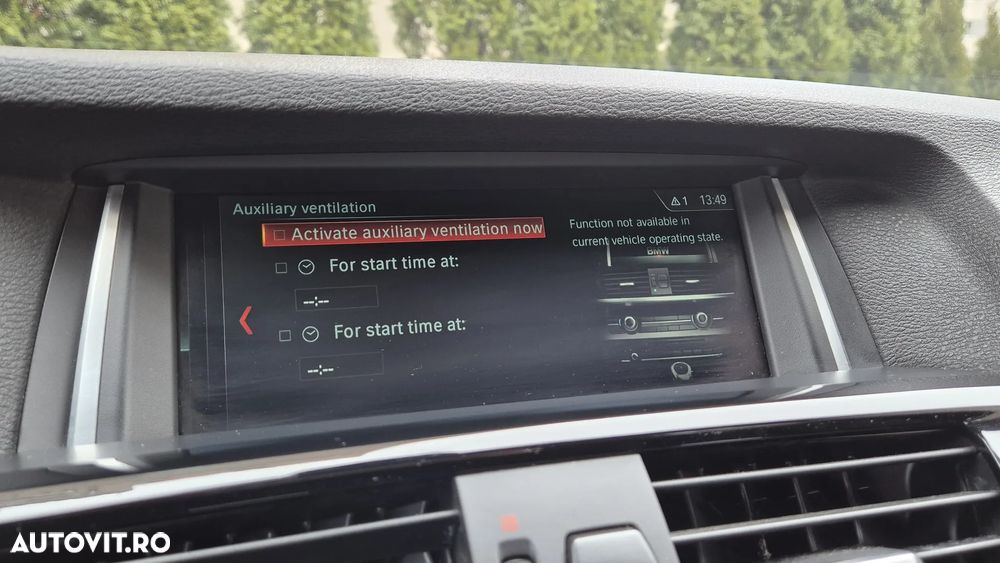 Auxiliary ventilation
1 13:49
Activate auxiliary ventilation now
Function not available in
current vehicle operating state.
BMW
For start time at:
--:--
For start time at:
--:--
AUTOVIT.RO